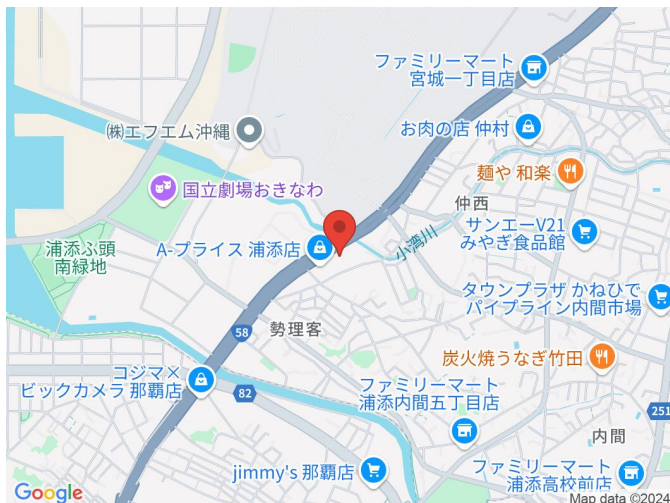 ファミリーマート
宮城一丁目店
㈱エフエム沖縄
お肉の店 仲村
麺や 和楽
国立劇場おきなわ
仲西
サンエーV21
みやぎ食品館
浦添ふ頭
南緑地
A-プライス 浦添店
小湾川
タウンプラザ かねひで
パイプライン内間市場
58
勢理客
炭火焼うなぎ竹田
コジマ×
ビックカメラ 那覇店
82
ファミリーマート
浦添内間五丁目店
251
内間
jimmy's 那覇店
ファミリーマート
浦添高校前店
Google
Map data ©2024